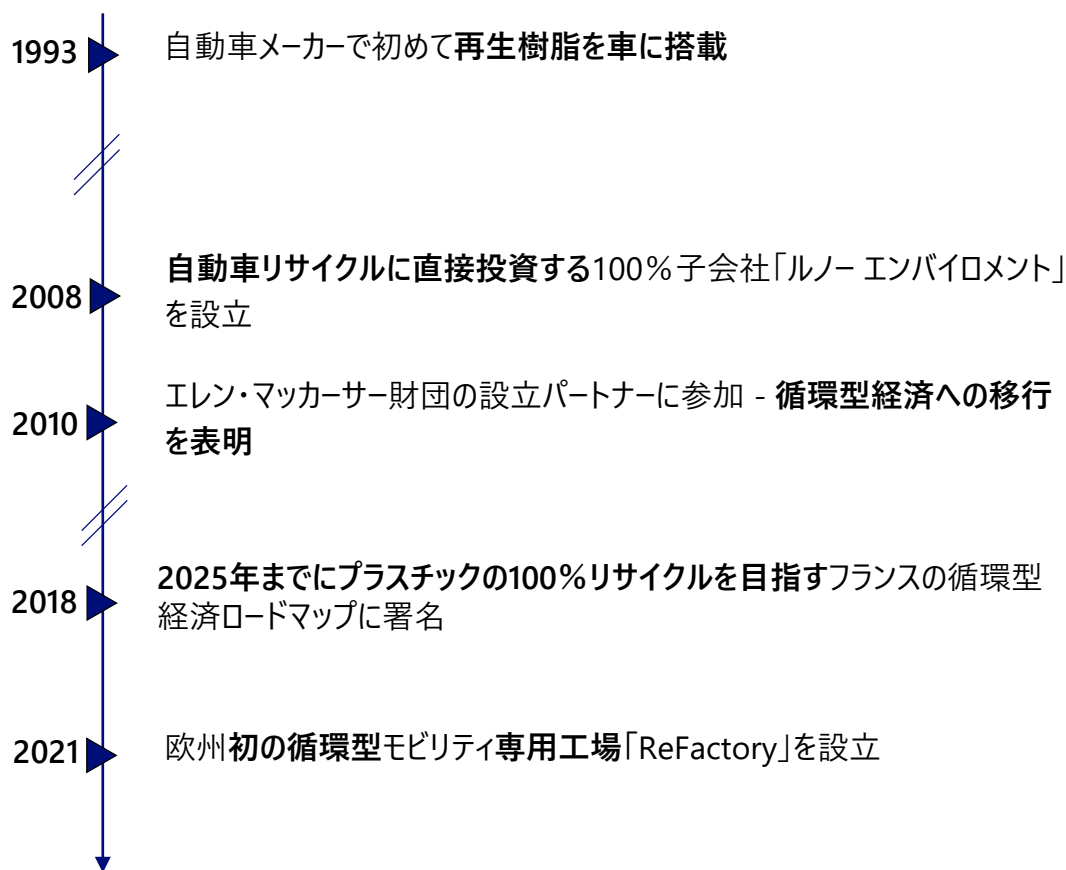 1993
自動車メーカーで初めて再生樹脂を車に搭載
2008
自動車リサイクルに直接投資する100%子会社「ルノー エンバイロメント」
を設立
2010
エレン・マッカーサー財団の設立パートナーに参加 - 循環型経済への移行
を表明
2018
2025年までにプラスチックの100%リサイクルを目指すフランスの循環型
経済ロードマップに署名
2021
欧州初の循環型モビリティ専用工場「ReFactory」を設立